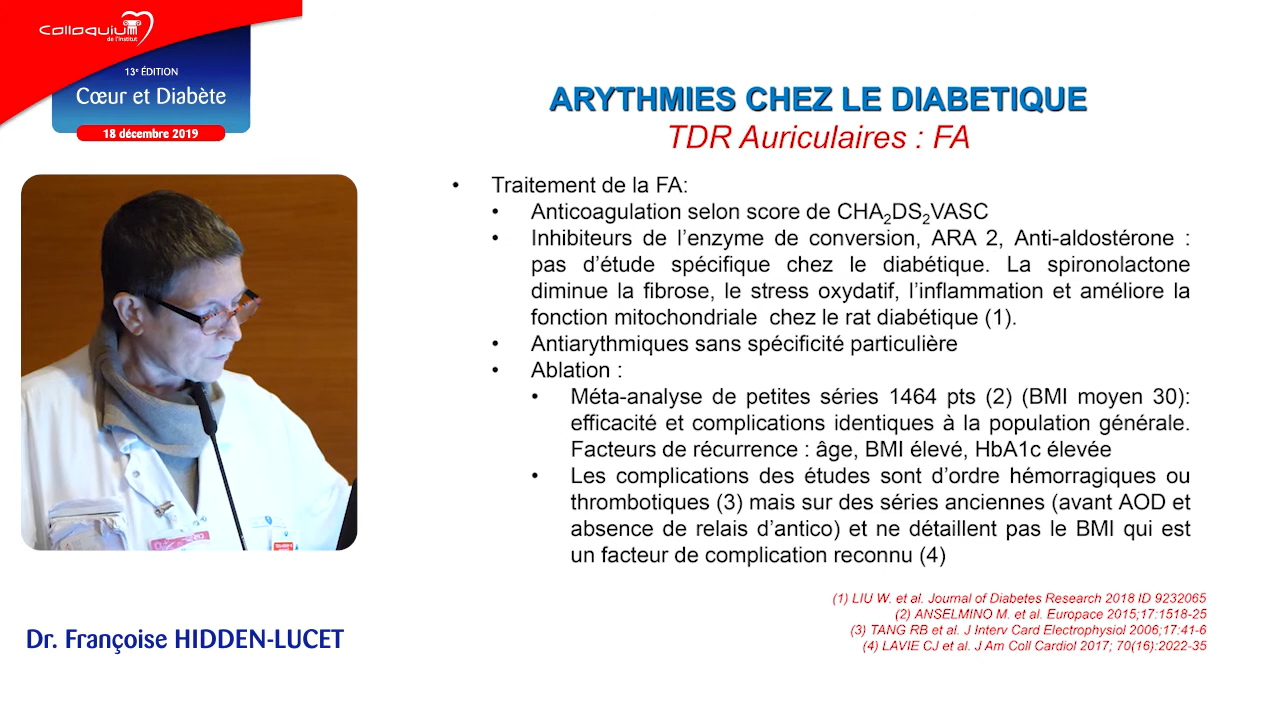 Colloquium
de l'Institut
13e ÉDITION
Cœur et Diabète
18 décembre 2019
ARYTHMIES CHEZ LE DIABETIQUE
TDR Auriculaires : FA
• Traitement de la FA:
• Anticoagulation selon score de CHA2DS2VASC
• Inhibiteurs de l'enzyme de conversion, ARA 2, Anti-aldostérone :
pas d'étude spécifique chez le diabétique. La spironolactone
diminue la fibrose, le stress oxydatif, l'inflammation et améliore la
fonction mitochondriale chez le rat diabétique (1).
• Antiarythmiques sans spécificité particulière
• Ablation :
• Méta-analyse de petites séries 1464 pts (2) (BMI moyen 30):
efficacité et complications identiques à la population générale.
Facteurs de récurrence : âge, BMI élevé, HbA1c élevée
• Les complications des études sont d'ordre hémorragiques ou
thrombotiques (3) mais sur des séries anciennes (avant AOD et
absence de relais d'antico) et ne détaillent pas le BMI qui est
un facteur de complication reconnu (4)
(1) LIU W. et al. Journal of Diabetes Research 2018 ID 9232065
(2) ANSELMINO M. et al. Europace 2015;17:1518-25
(3) TANG RB et al. J Interv Card Electrophysiol 2006;17:41-6
(4) LAVIE CJ et al. J Am Coll Cardiol 2017; 70(16):2022-35
Dr. Françoise HIDDEN-LUCET